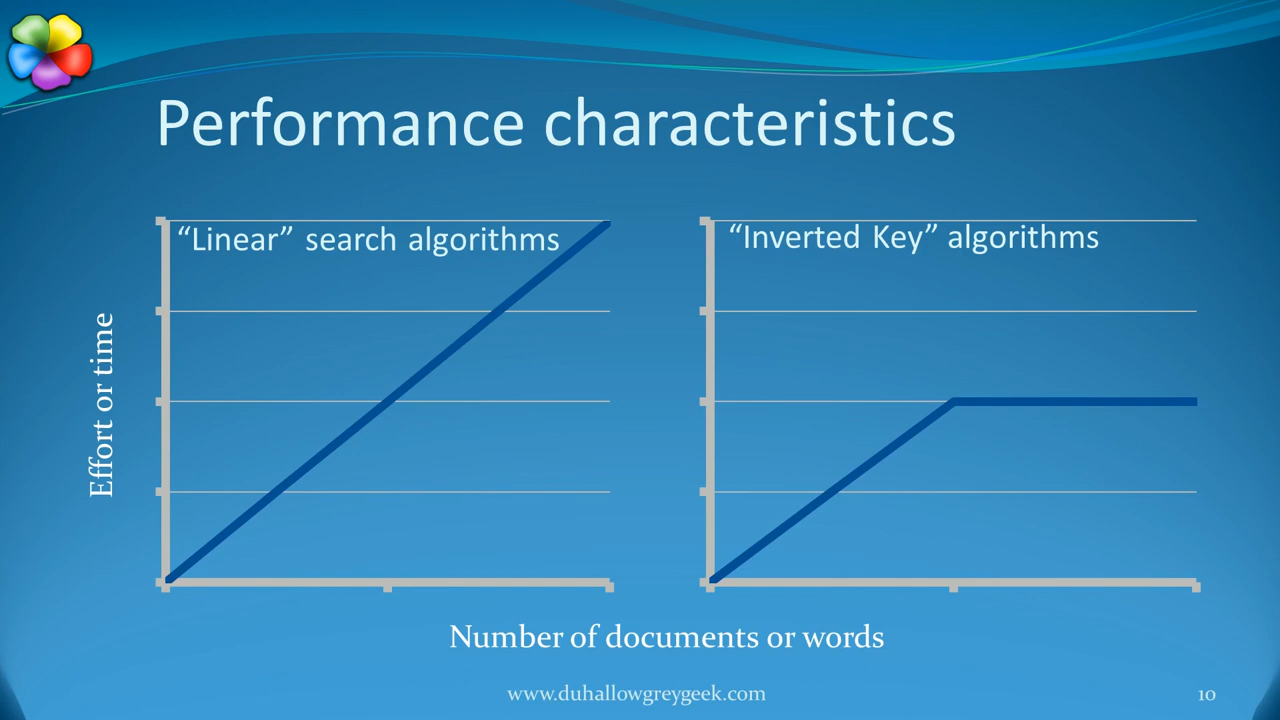 Performance characteristics
“Linear” search algorithms
“Inverted Key” algorithms
Effort or time
Number of documents or words
www.duhallowgreygeek.com
10